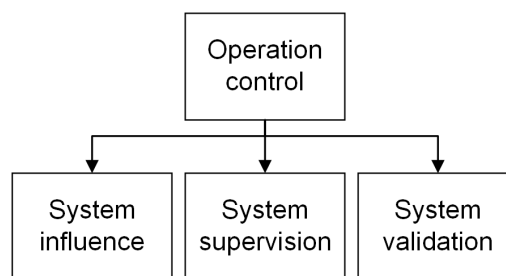 Operation
control
System
influence
System
supervision
System
validation